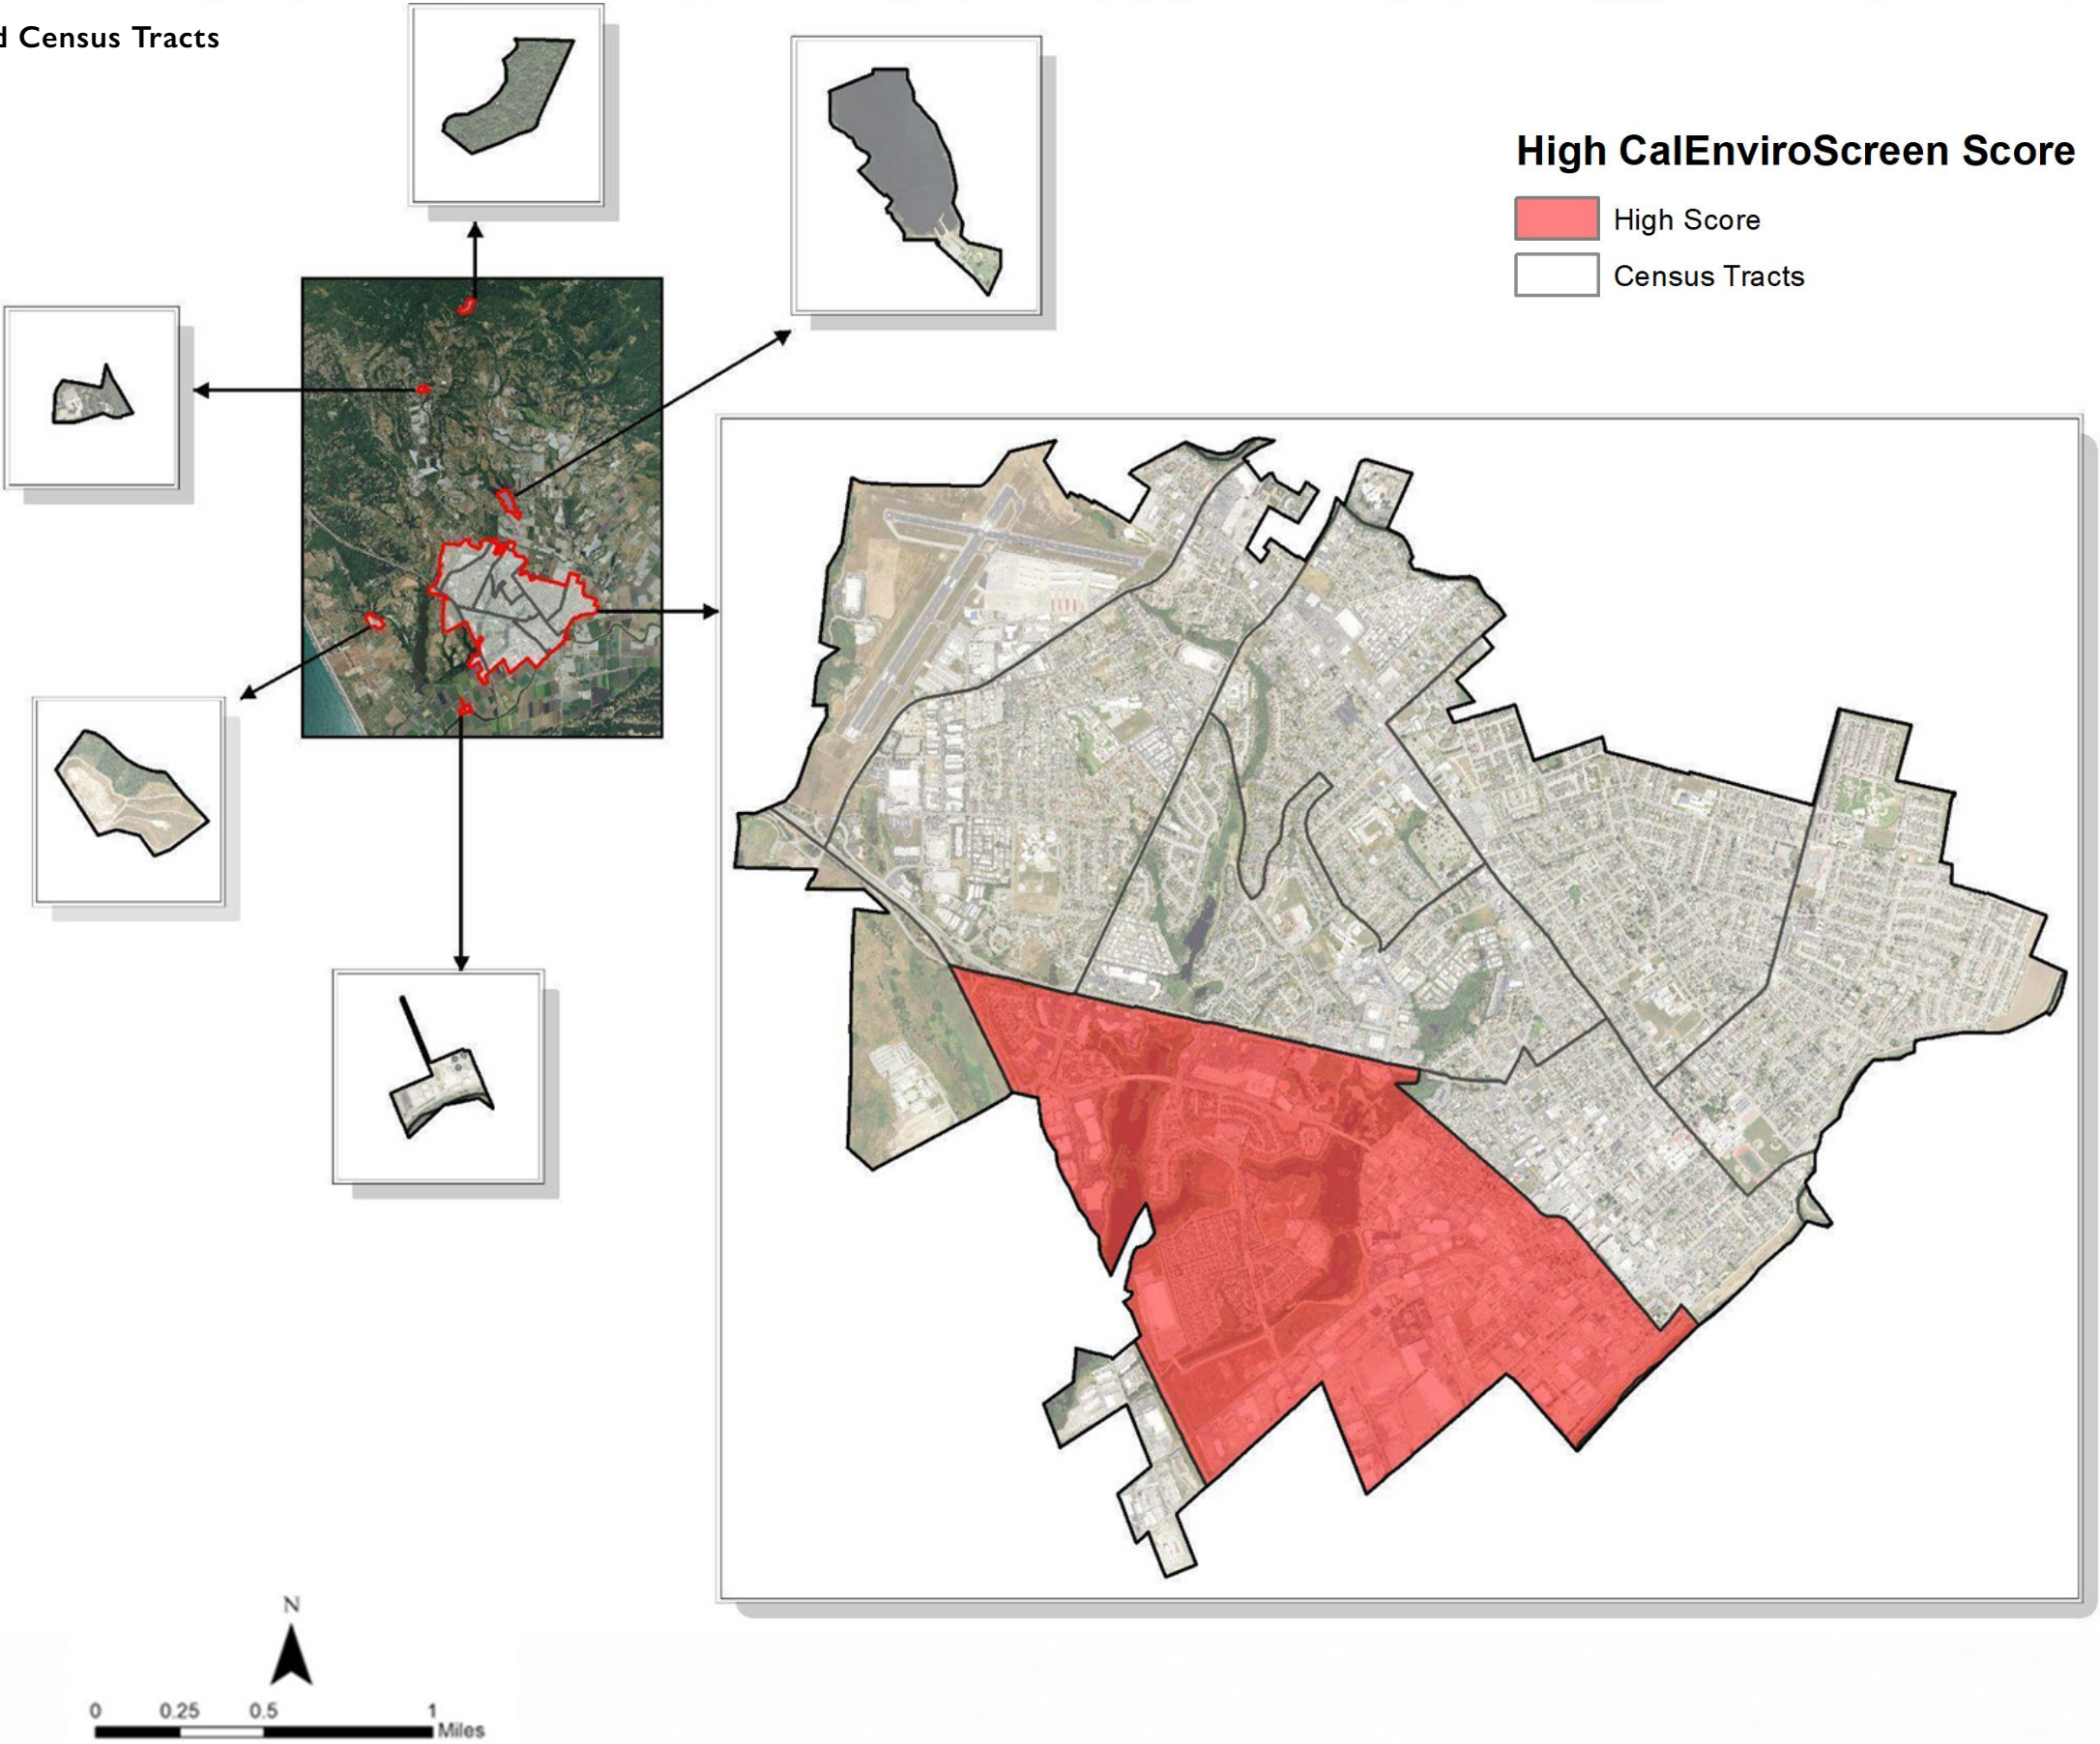 d Census Tracts
High CalEnviroScreen Score
High Score
Census Tracts
N
0 0.25 0.5 1
Miles